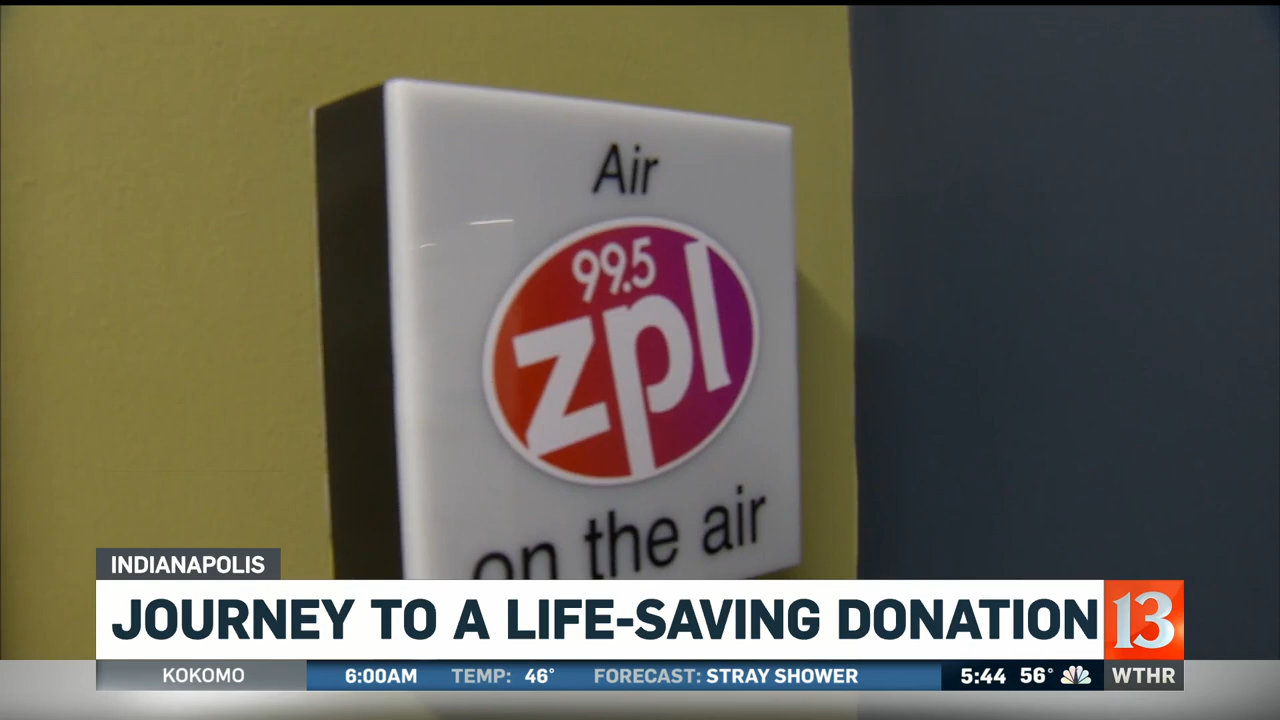 Air
99.5
zpl
on the air
INDIANAPOLIS
JOURNEY TO A LIFE-SAVING DONATION
13
KOKOMO 6:00AM TEMP: 46° FORECAST: STRAY SHOWER 5:44 56° WTHR